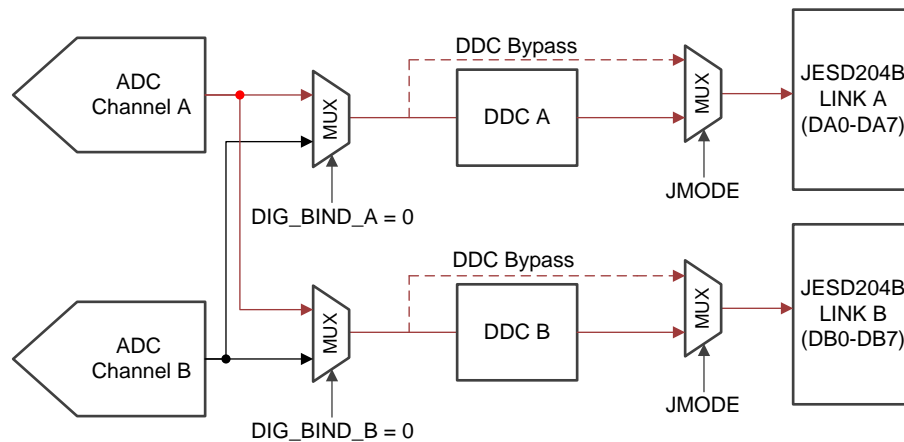 DDC Bypass
ADC
Channel A
MUX
DDC A
MUX
JESD204B
LINK A
(DA0-DA7)
JMODE
DIG_BIND_A = 0
DDC Bypass
ADC
Channel B
MUX
DDC B
MUX
JESD204B
LINK B
(DB0-DB7)
JMODE
DIG_BIND_B = 0